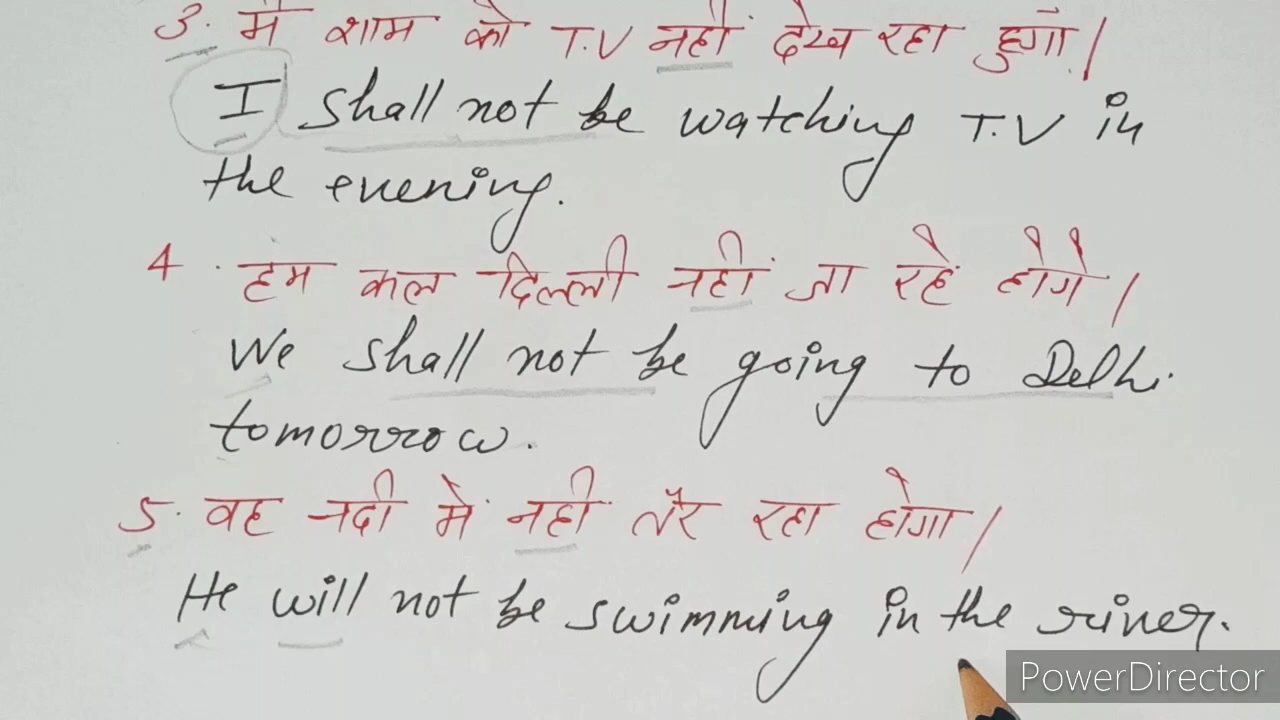 3. मैं शाम को T.V नहीं देख रहा हुगाँ।
I shall not be watching T.V in
the evening.
4. हम कल दिल्ली नहीं जा रहें होगें।
We shall not be going to Delhi
tomorrow.
5. वह नदी में नहीं तैर रहा होगा।
He will not be swimming in the river.
PowerDirector